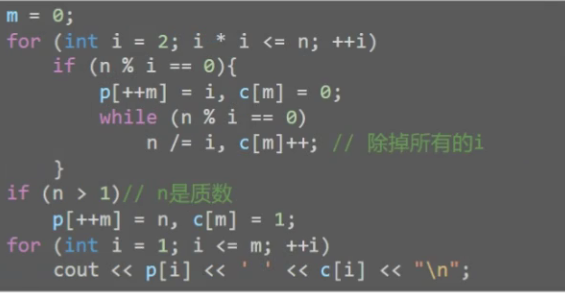 m = 0;
for (int i = 2; i * i <= n; ++i)
    if (n % i == 0){
        p[++m] = i, c[m] = 0;
        while (n % i == 0)
            n /= i, c[m]++; // 除掉所有的i
    }
if (n > 1)// n是质数
    p[++m] = n, c[m] = 1;
for (int i = 1; i <= m; ++i)
    cout << p[i] << ' ' << c[i] << "\n";